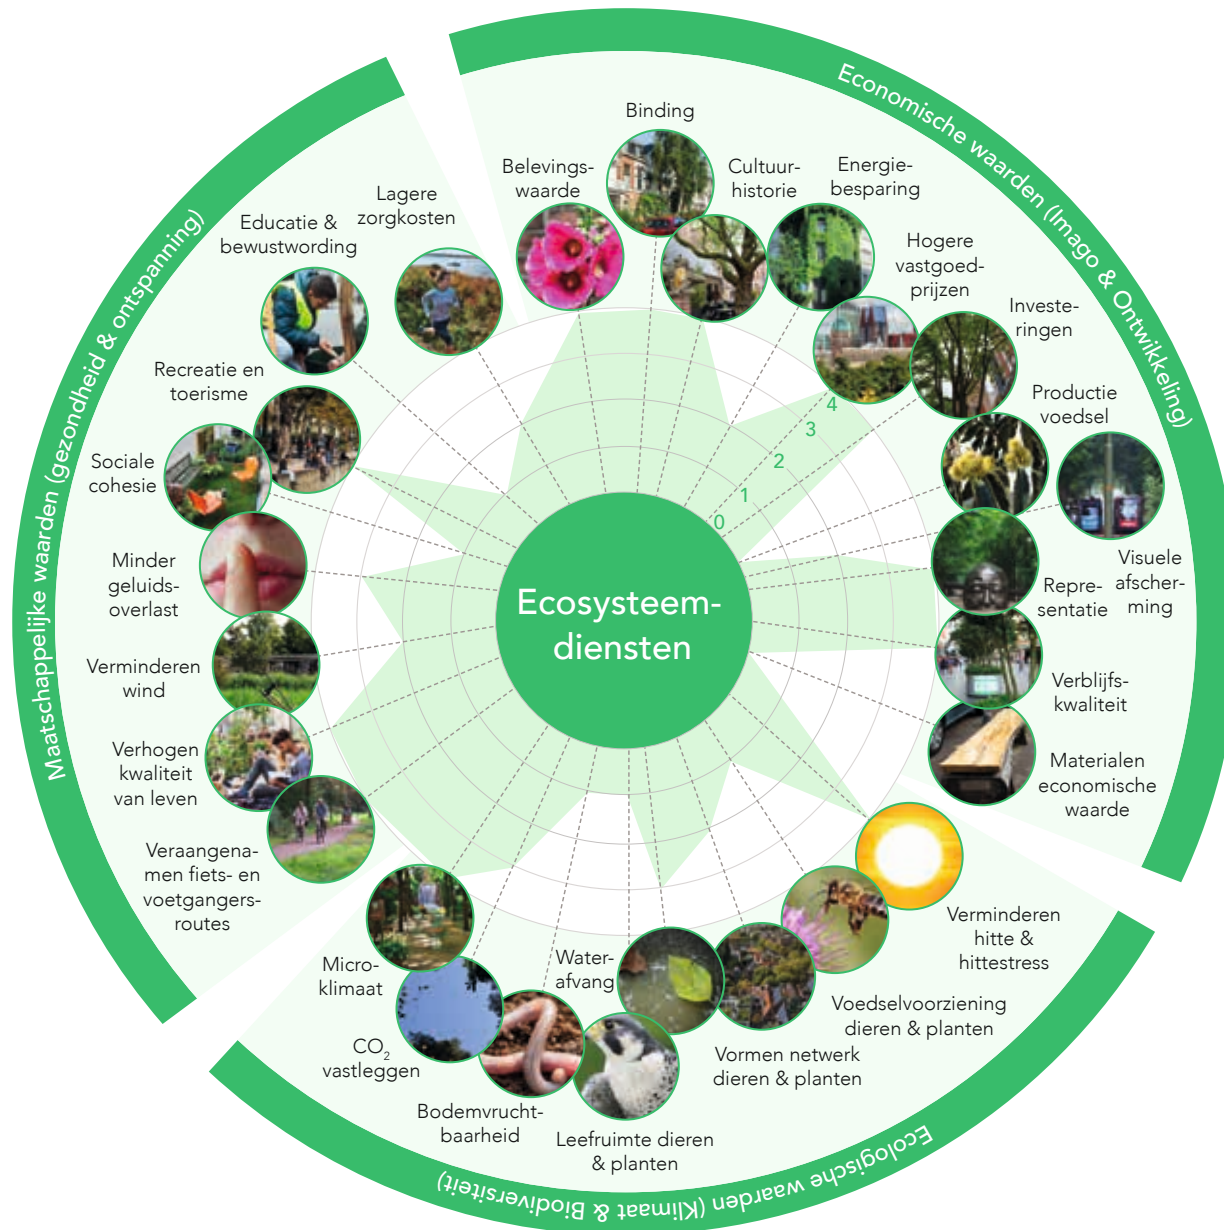 Economische waarden (Imago & Ontwikkeling)
Binding
Belevings-
waarde
Cultuur-
historie
Energie-
besparing
Hogere
vastgoed-
prijzen
Investe-
ringen
Productie
voedsel
Visuele
afscher-
ming
Repre-
sentatie
Verblijfs-
kwaliteit
Materialen
economische
waarde
4
3
2
1
0
Ecosysteem-
diensten
Maatschappelijke waarden (gezondheid & ontspanning)
Lagere
zorgkosten
Educatie &
bewustwording
Recreatie en
toerisme
Sociale
cohesie
Minder
geluids-
overlast
Verminderen
wind
Verhogen
kwaliteit
van leven
Veraangena-
men fiets- en
voetgangers-
routes
Verminderen
hitte &
hittestress
Voedselvoorziening
dieren & planten
Vormen netwerk
dieren & planten
Water-
afvang
Leefruimte dieren
& planten
Bodemvrucht-
baarheid
CO₂
vastleggen
Micro-
klimaat
Ecologische waarden (Klimaat & Biodiversiteit)